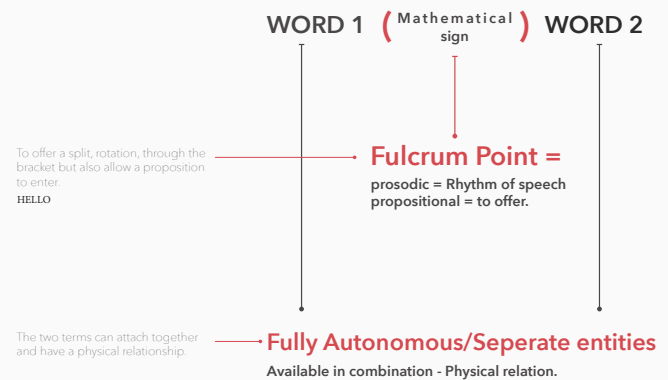 WORD 1 ( Mathematical sign ) WORD 2
To offer a split, rotation, through the
bracket but also allow a proposition
to enter.
HELLO
Fulcrum Point =
prosodic = Rhythm of speech
propositional = to offer.
The two terms can attach together
and have a physical relationship.
Fully Autonomous/Seperate entities
Available in combination - Physical relation.